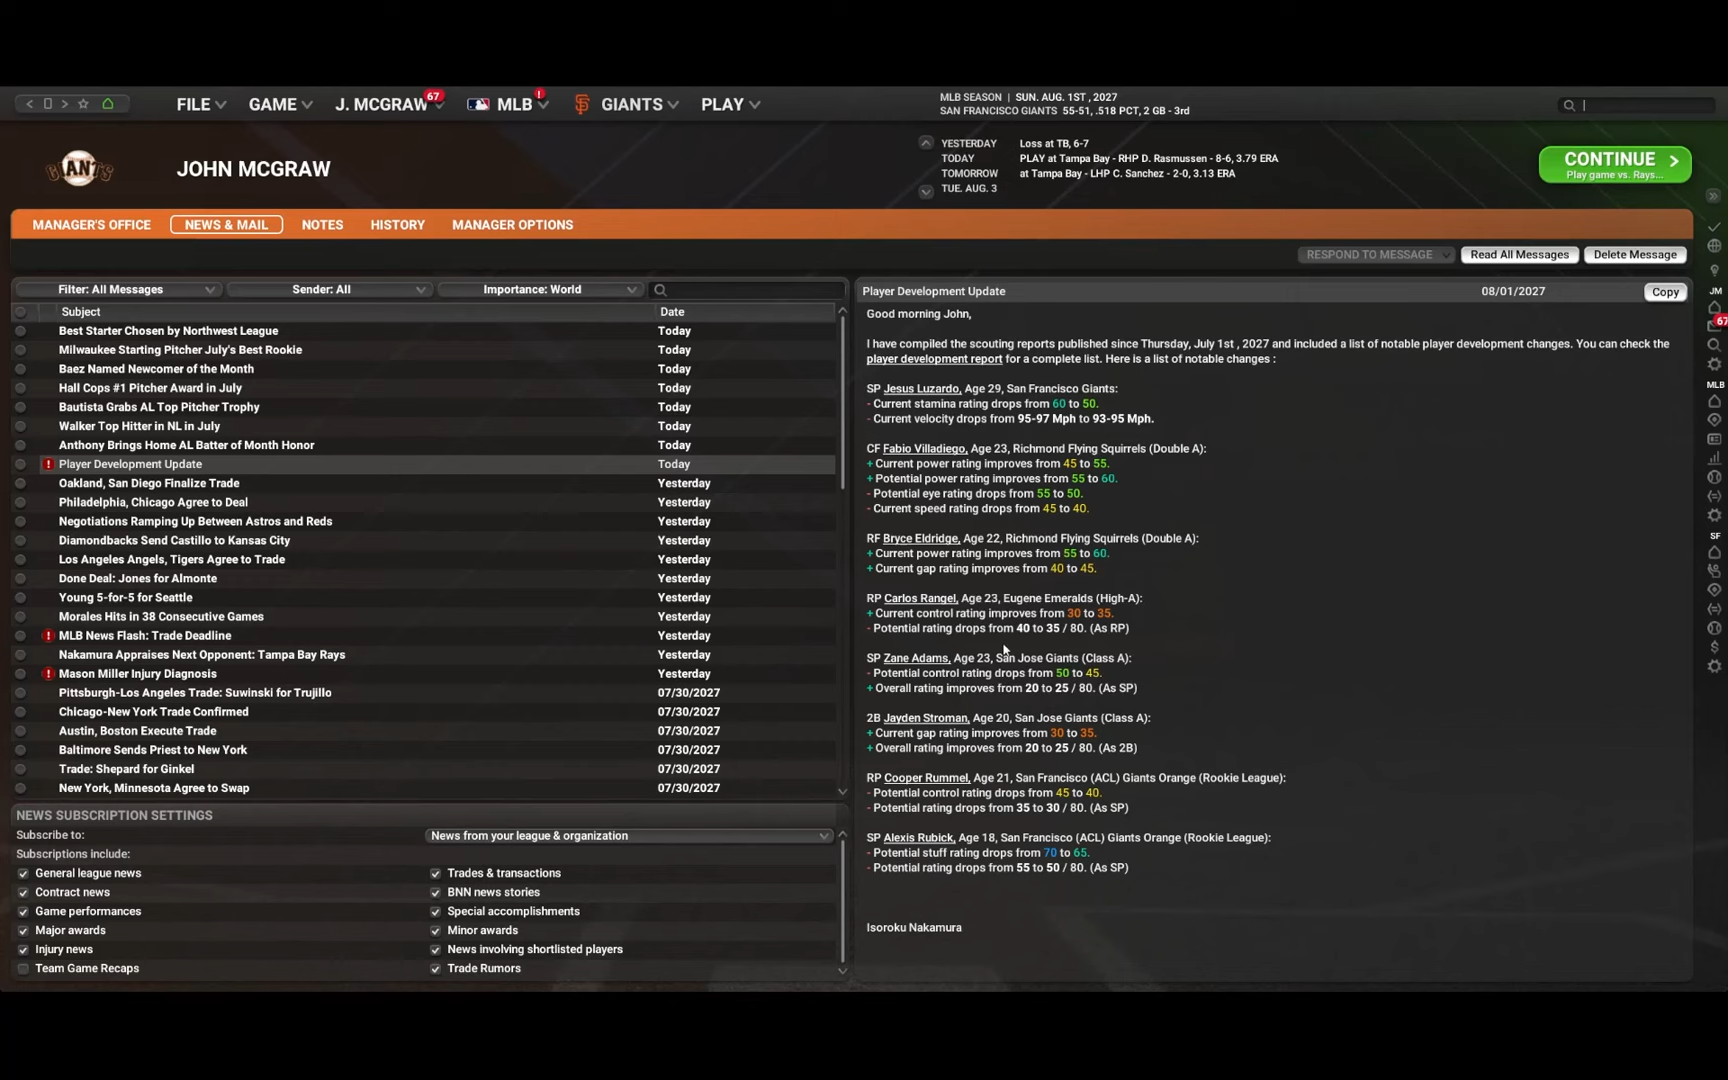 FILE GAME J. MCGRAW 67 MLB ! GIANTS PLAY
MLB SEASON | SUN. AUG. 1ST , 2027
SAN FRANCISCO GIANTS 55-51, .518 PCT, 2 GB - 3rd
GIANTS
JOHN MCGRAW
YESTERDAY Loss at TB, 6-7
TODAY PLAY at Tampa Bay - RHP D. Rasmussen - 8-6, 3.79 ERA
TOMORROW at Tampa Bay - LHP C. Sanchez - 2-0, 3.13 ERA
TUE. AUG. 3
CONTINUE
Play game vs. Rays...
MANAGER'S OFFICE NEWS & MAIL NOTES HISTORY MANAGER OPTIONS
RESPOND TO MESSAGE Read All Messages Delete Message
Filter: All Messages Sender: All Importance: World
Subject Date
Best Starter Chosen by Northwest League Today
Milwaukee Starting Pitcher July's Best Rookie Today
Baez Named Newcomer of the Month Today
Hall Cops #1 Pitcher Award in July Today
Bautista Grabs AL Top Pitcher Trophy Today
Walker Top Hitter in NL in July Today
Anthony Brings Home AL Batter of Month Honor Today
! Player Development Update Today
Oakland, San Diego Finalize Trade Yesterday
Philadelphia, Chicago Agree to Deal Yesterday
Negotiations Ramping Up Between Astros and Reds Yesterday
Diamondbacks Send Castillo to Kansas City Yesterday
Los Angeles Angels, Tigers Agree to Trade Yesterday
Done Deal: Jones for Almonte Yesterday
Young 5-for-5 for Seattle Yesterday
Morales Hits in 38 Consecutive Games Yesterday
! MLB News Flash: Trade Deadline Yesterday
Nakamura Appraises Next Opponent: Tampa Bay Rays Yesterday
! Mason Miller Injury Diagnosis Yesterday
Pittsburgh-Los Angeles Trade: Suwinski for Trujillo 07/30/2027
Chicago-New York Trade Confirmed 07/30/2027
Austin, Boston Execute Trade 07/30/2027
Baltimore Sends Priest to New York 07/30/2027
Trade: Shepard for Ginkel 07/30/2027
New York, Minnesota Agree to Swap 07/30/2027
NEWS SUBSCRIPTION SETTINGS
Subscribe to: News from your league & organization
Subscriptions include:
General league news Trades & transactions
Contract news BNN news stories
Game performances Special accomplishments
Major awards Minor awards
Injury news News involving shortlisted players
Team Game Recaps Trade Rumors
Player Development Update 08/01/2027 Copy
Good morning John,
I have compiled the scouting reports published since Thursday, July 1st , 2027 and included a list of notable player development changes. You can check the
player development report for a complete list. Here is a list of notable changes :
SP Jesus Luzardo, Age 29, San Francisco Giants:
- Current stamina rating drops from 60 to 50.
- Current velocity drops from 95-97 Mph to 93-95 Mph.
CF Fabio Villadiego, Age 23, Richmond Flying Squirrels (Double A):
+ Current power rating improves from 45 to 55.
+ Potential power rating improves from 55 to 60.
- Potential eye rating drops from 55 to 50.
- Current speed rating drops from 45 to 40.
RF Bryce Eldridge, Age 22, Richmond Flying Squirrels (Double A):
+ Current power rating improves from 55 to 60.
+ Current gap rating improves from 40 to 45.
RP Carlos Rangel, Age 23, Eugene Emeralds (High-A):
+ Current control rating improves from 30 to 35.
- Potential rating drops from 40 to 35 / 80. (As RP)
SP Zane Adams, Age 23, San Jose Giants (Class A):
- Potential control rating drops from 50 to 45.
+ Overall rating improves from 20 to 25 / 80. (As SP)
2B Jayden Stroman, Age 20, San Jose Giants (Class A):
+ Current gap rating improves from 30 to 35.
+ Overall rating improves from 20 to 25 / 80. (As 2B)
RP Cooper Rummel, Age 21, San Francisco (ACL) Giants Orange (Rookie League):
- Potential control rating drops from 45 to 40.
- Potential rating drops from 35 to 30 / 80. (As SP)
SP Alexis Rubick, Age 18, San Francisco (ACL) Giants Orange (Rookie League):
- Potential stuff rating drops from 70 to 65.
- Potential rating drops from 55 to 50 / 80. (As SP)
Isoroku Nakamura
JM
67
MLB
SF